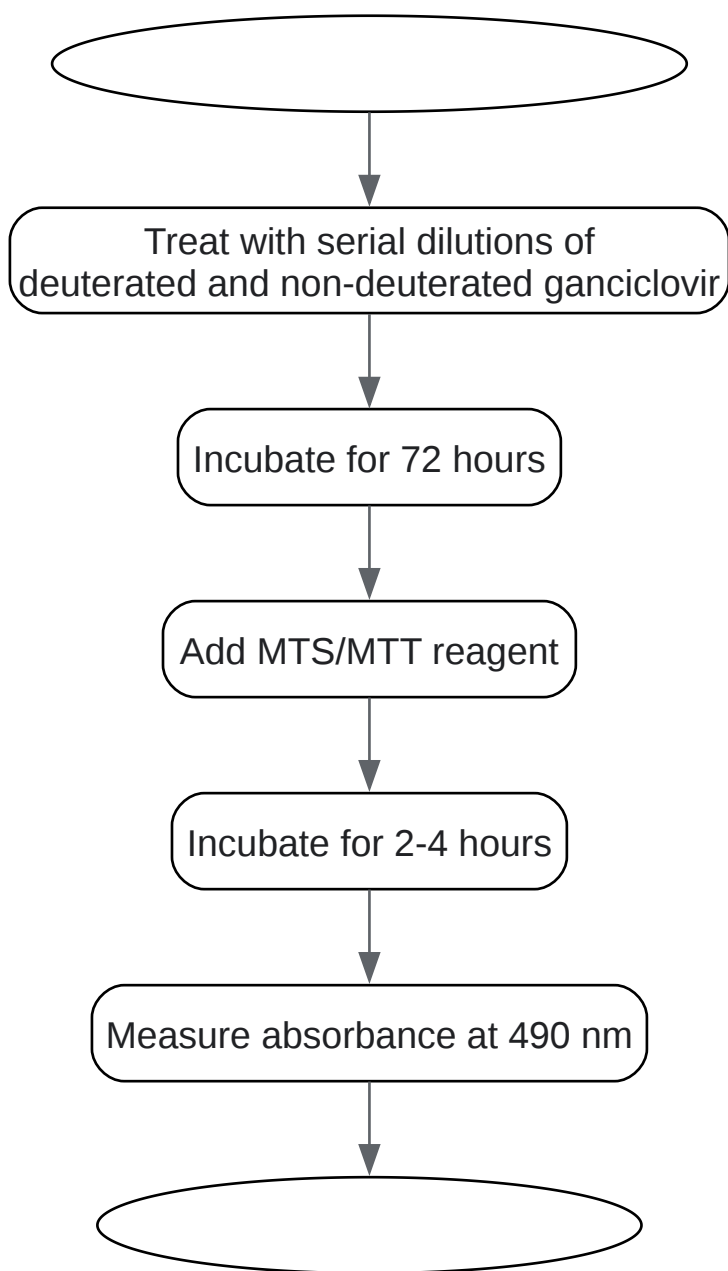 Treat with serial dilutions of
deuterated and non-deuterated ganciclovir
Incubate for 72 hours
Add MTS/MTT reagent
Incubate for 2-4 hours
Measure absorbance at 490 nm